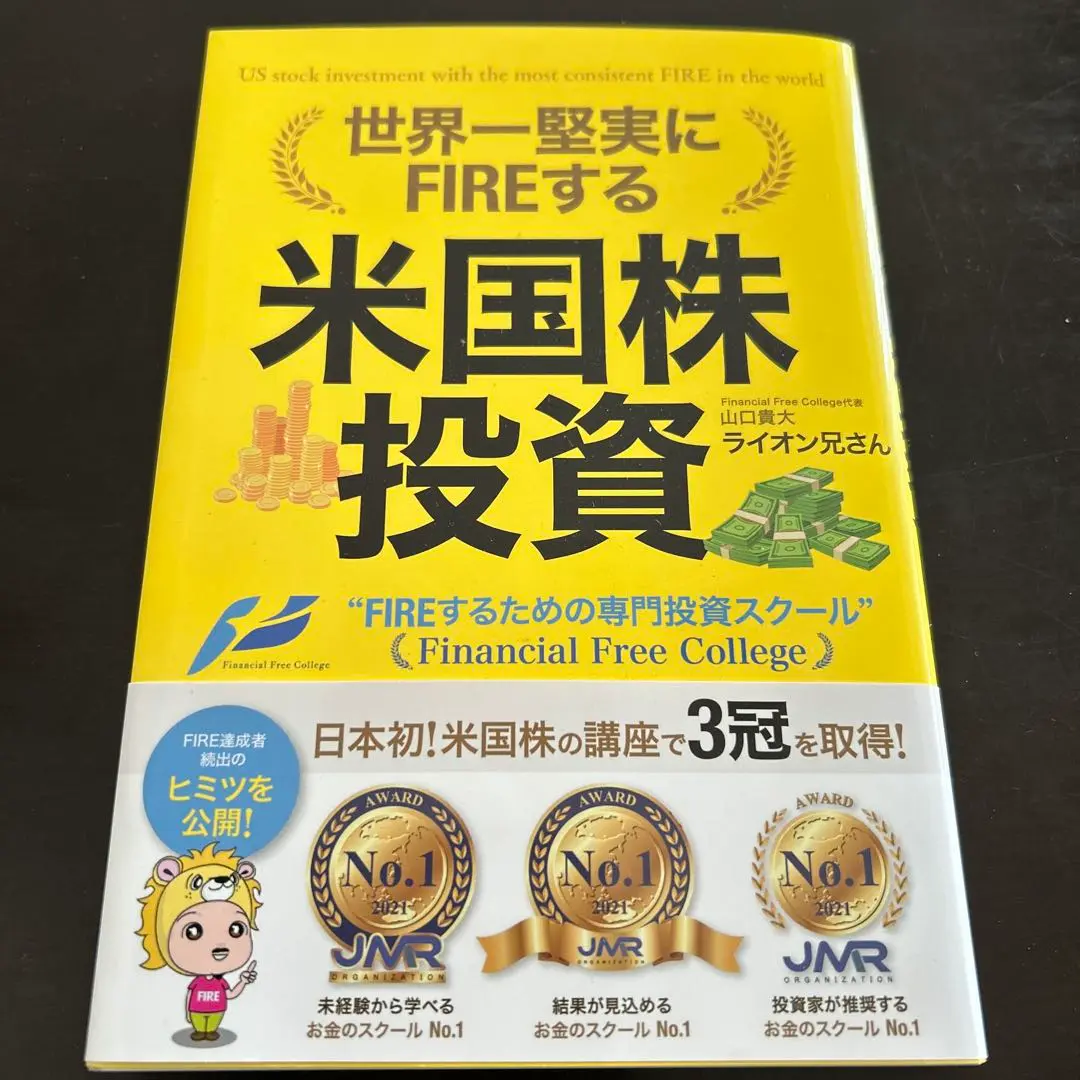 US stock investment with the most consistent FIRE in the world
世界一堅実に
FIREする
米国株
投資
Financial Free College代表
山口貴大
ライオン兄さん
Financial Free College
“FIREするための専門投資スクール”
Financial Free College
FIRE達成者
続出の
ヒミツを
公開!
日本初!米国株の講座で3冠を取得!
AWARD
No.1
2021
JMR
ORGANIZATION
未経験から学べる
お金のスクール No.1
AWARD
No.1
2021
JMR
ORGANIZATION
結果が見込める
お金のスクール No.1
AWARD
No.1
2021
JMR
ORGANIZATION
投資家が推奨する
お金のスクール No.1
FIRE